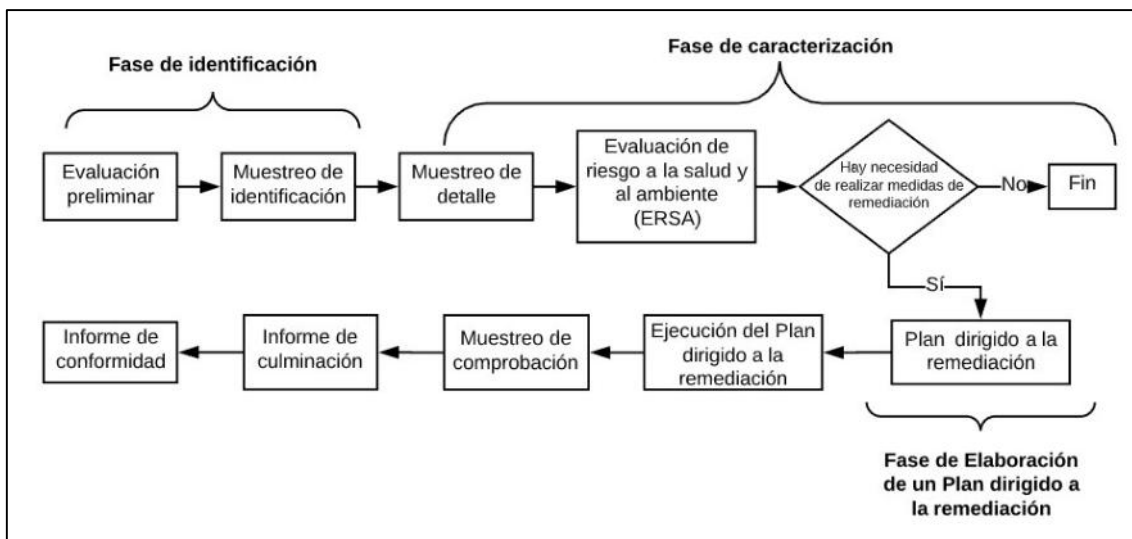 Fase de identificación
Fase de caracterización
Evaluación
preliminar
Muestreo de
identificación
Muestreo de
detalle
Evaluación de
riesgo a la salud y
al ambiente
(ERSA)
Hay necesidad
de realizar medidas de
remediación
No
Fin
Sí
Informe de
conformidad
Informe de
culminación
Muestreo de
comprobación
Ejecución del Plan
dirigido a la
remediación
Plan dirigido a la
remediación
Fase de Elaboración
de un Plan dirigido a
la remediación